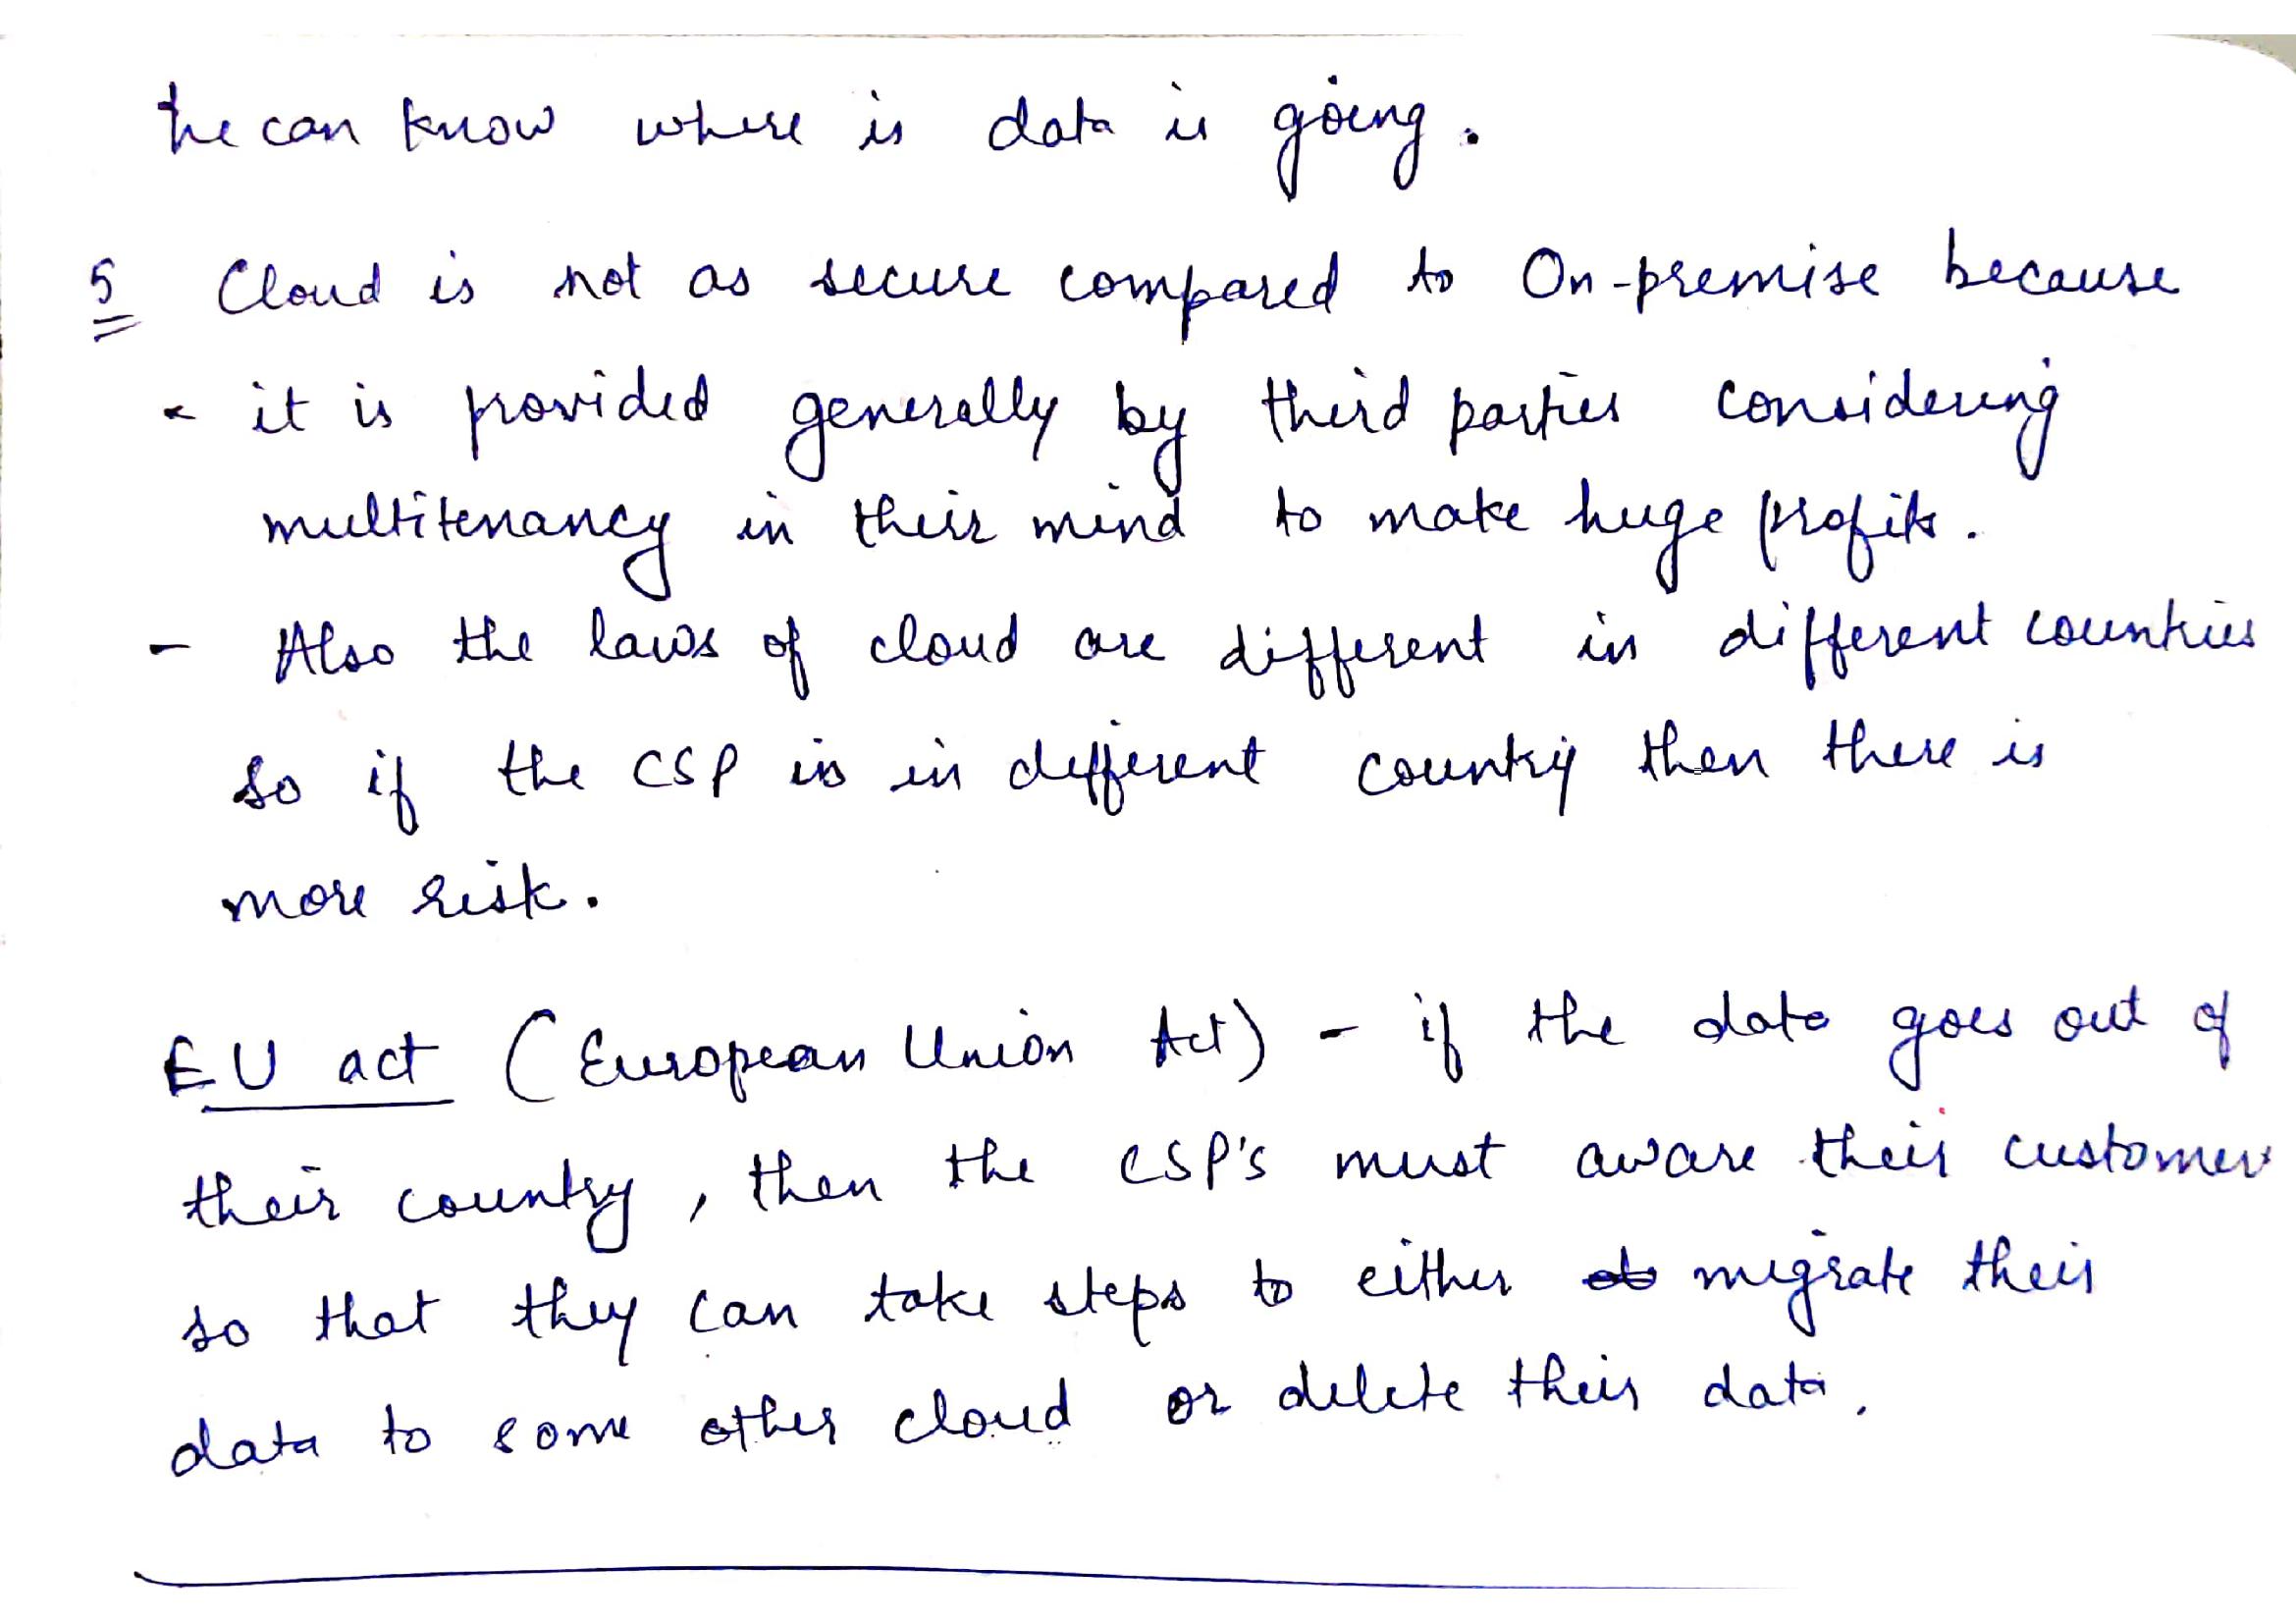 he can know where is data is going.
5 Cloud is not as secure compared to On-premise because
- it is provided generally by third parties considering
multitenancy in their mind to make huge profits.
- Also the laws of cloud are different in different countries
so if the CSP is in different country then there is
more risk.
EU act (European Union Act) - if the data goes out of
their country, then the CSP's must aware their customers
so that they can take steps to either migrate their
data to some other cloud or delete their data.